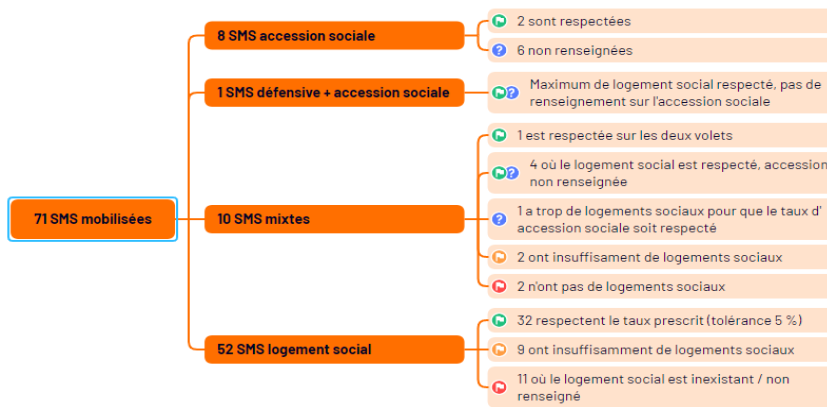 71 SMS mobilisées
8 SMS accession sociale
2 sont respectées
6 non renseignées
1 SMS défensive + accession sociale
Maximum de logement social respecté, pas de
renseignement sur l'accession sociale
10 SMS mixtes
1 est respectée sur les deux volets
4 où le logement social est respecté, accession
non renseignée
1 a trop de logements sociaux pour que le taux d'
accession sociale soit respecté
2 ont insuffisament de logements sociaux
2 n'ont pas de logements sociaux
52 SMS logement social
32 respectent le taux prescrit (tolérance 5 %)
9 ont insuffisamment de logements sociaux
11 où le logement social est inexistant / non
renseigné